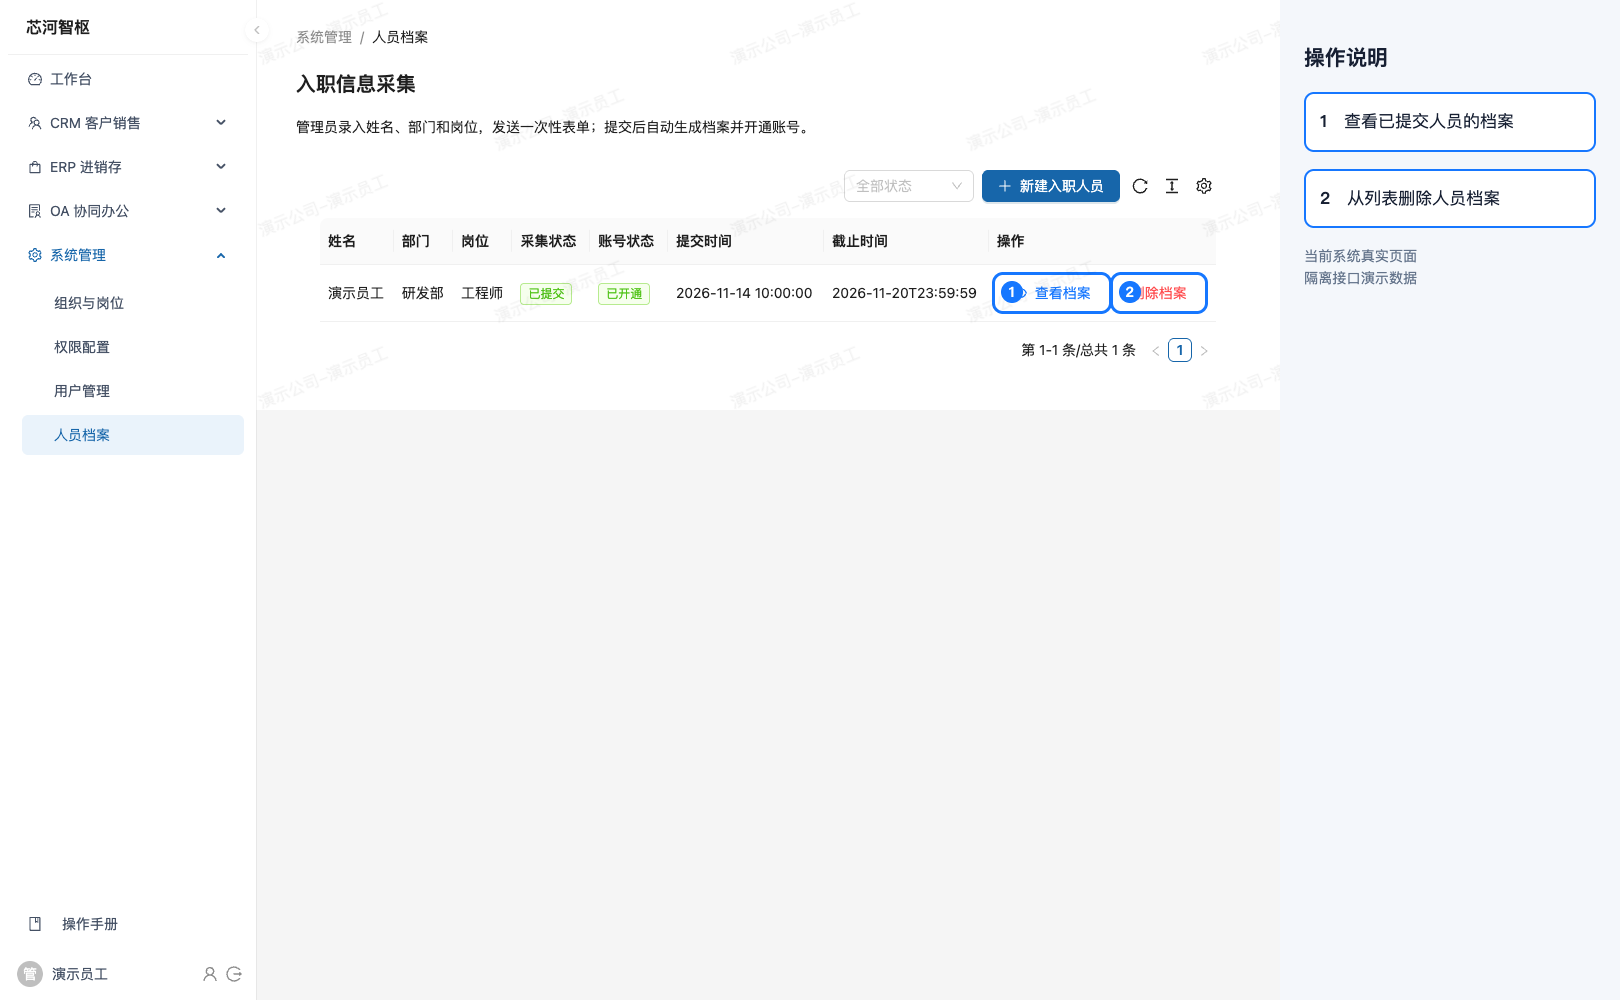 芯河智枢
工作台
CRM 客户销售
ERP 进销存
OA 协同办公
系统管理
组织与岗位
权限配置
用户管理
人员档案
操作手册
管 演示员工
系统管理 / 人员档案
入职信息采集
管理员录入姓名、部门和岗位，发送一次性表单；提交后自动生成档案并开通账号。
全部状态 新建入职人员
姓名 部门 岗位 采集状态 账号状态 提交时间 截止时间 操作
演示员工 研发部 工程师 已提交 已开通 2026-11-14 10:00:00 2026-11-20T23:59:59 1 查看档案 2 除档案
第 1-1 条/总共 1 条 1
演示公司-演示员工
操作说明
1 查看已提交人员的档案
2 从列表删除人员档案
当前系统真实页面
隔离接口演示数据